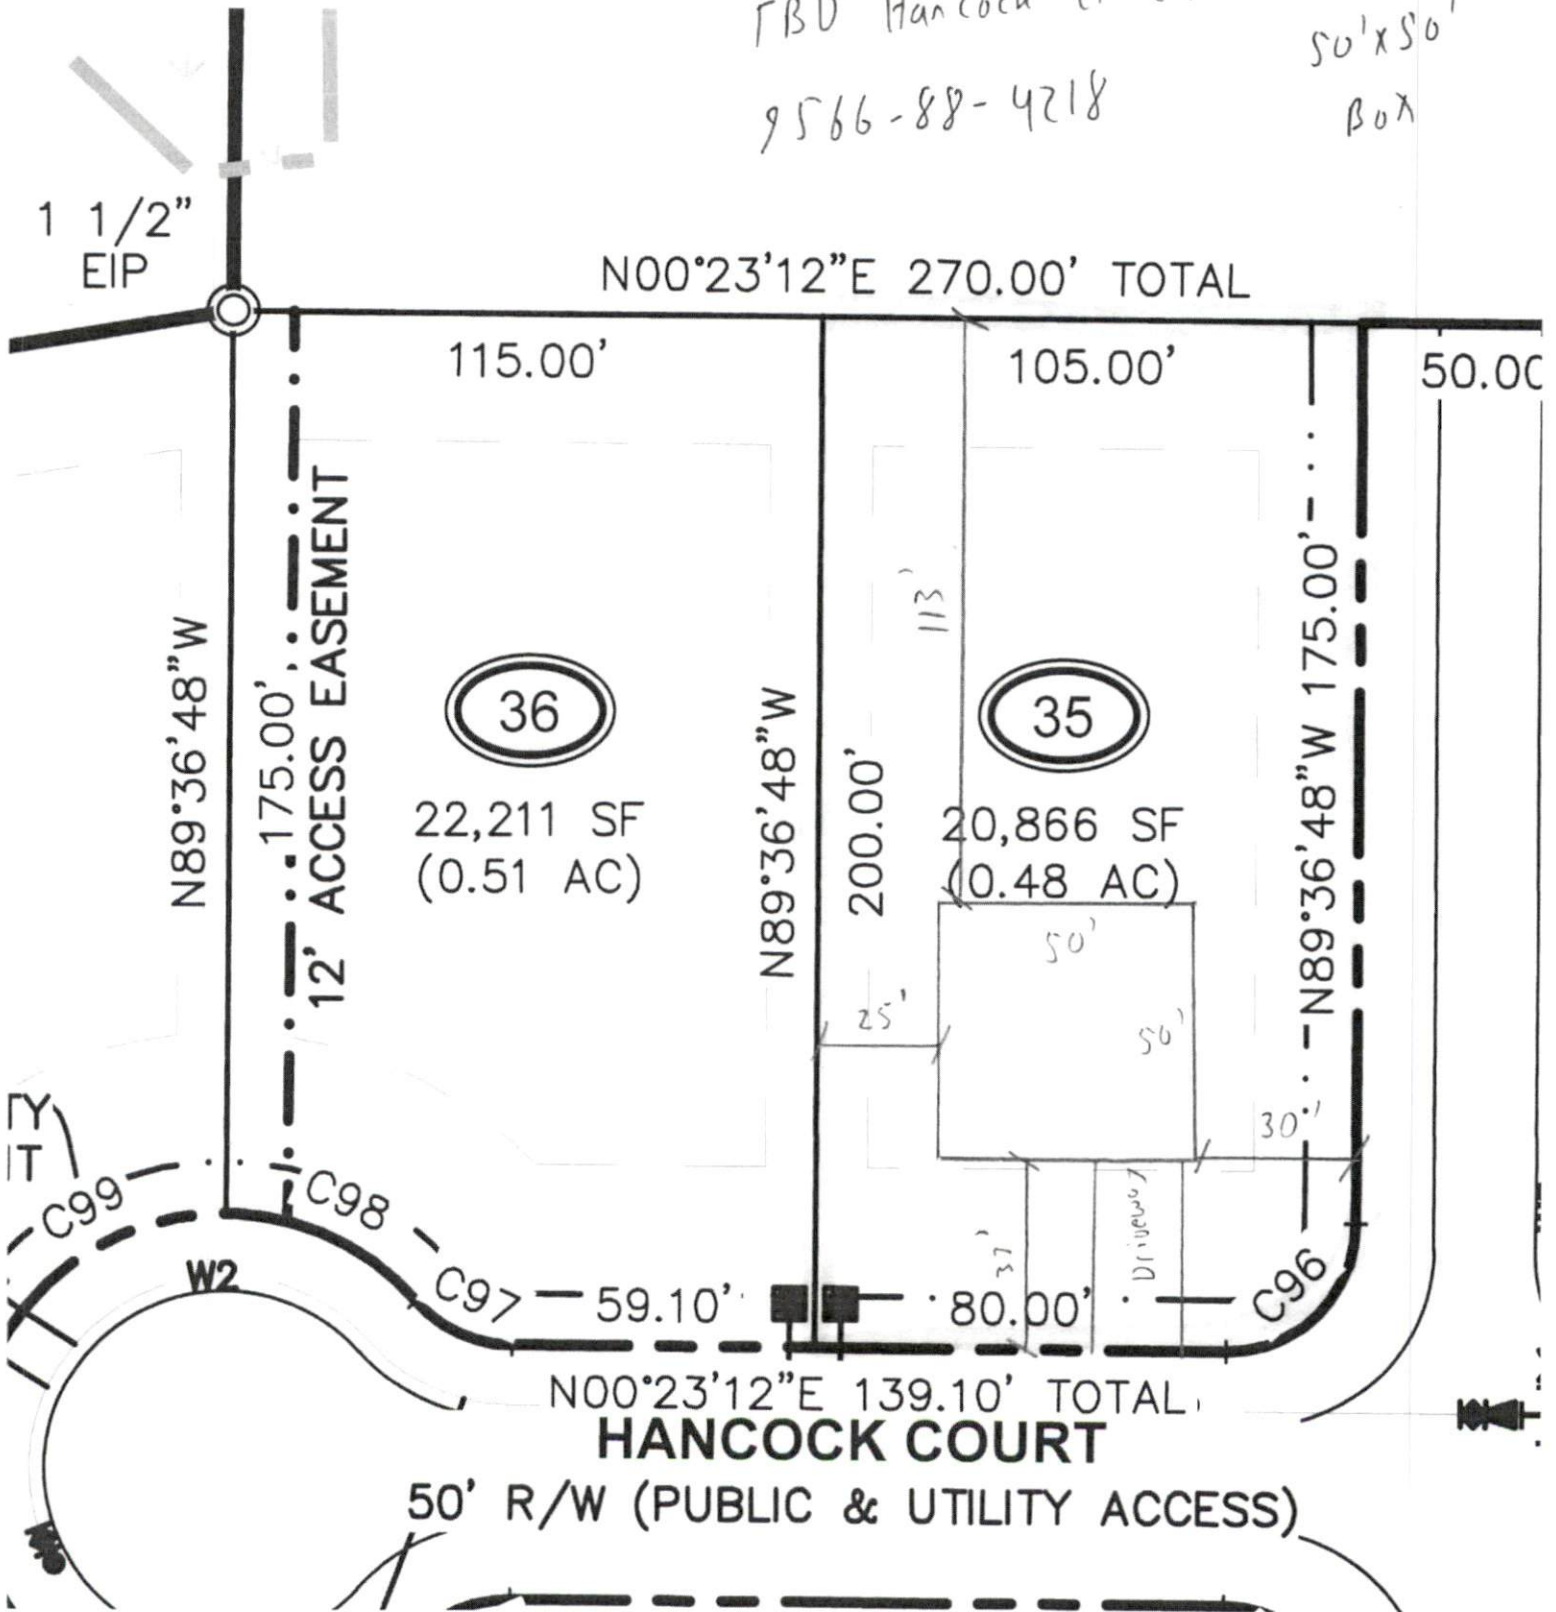 TBD Hancock
50'x50'
Box
9566-88-4218
1 1/2"
EIP
N00°23'12"E 270.00' TOTAL
115.00'
105.00'
50.00
12' ACCESS EASEMENT
N89°36'48"W
175.00'
36
22,211 SF
(0.51 AC)
N89°36'48"W
200.00'
113'
35
20,866 SF
(0.48 AC)
N89°36'48"W 175.00'
50'
50'
25'
30'
TY
IT
C99
C98
W2
C97
59.10'
37'
Driveway
80.00'
C96
N00°23'12"E 139.10' TOTAL
HANCOCK COURT
50' R/W (PUBLIC & UTILITY ACCESS)